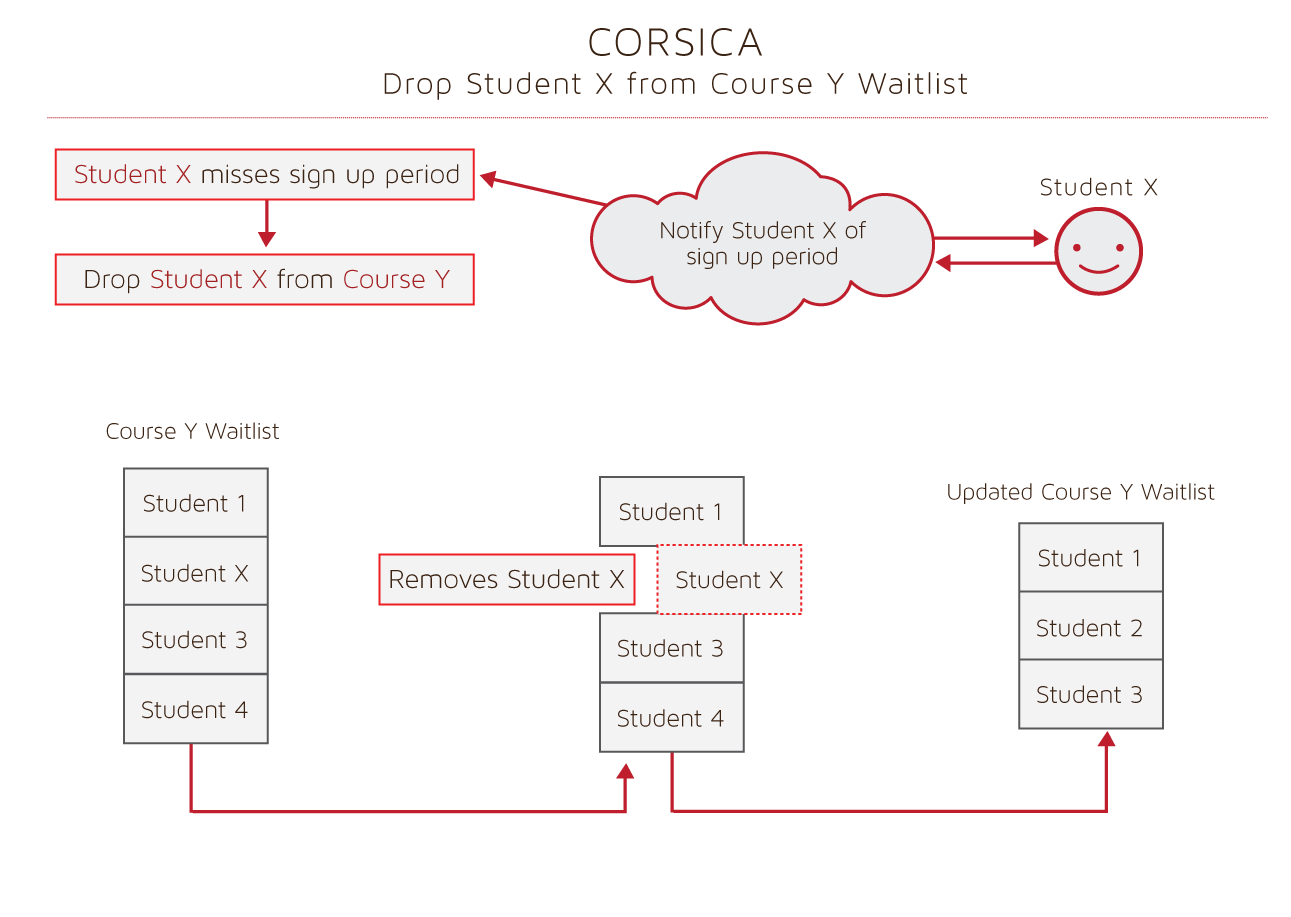 CORSICA
Drop Student X from Course Y Waitlist
Student X misses sign up period
Drop Student X from Course Y
Notify Student X of
sign up period
Student X
Course Y Waitlist
Student 1
Student X
Student 3
Student 4
Student 1
Removes Student X
Student X
Student 3
Student 4
Updated Course Y Waitlist
Student 1
Student 2
Student 3